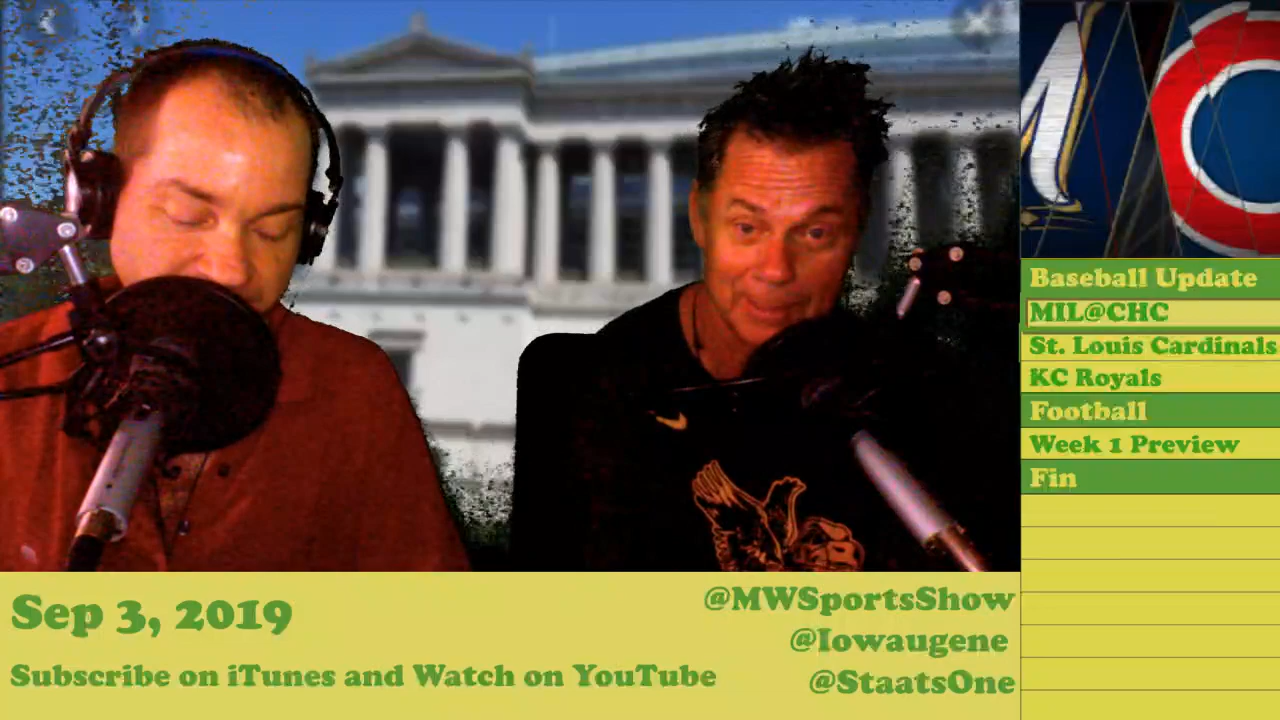 Baseball Update
MIL@CHC
St. Louis Cardinals
KC Royals
Football
Week 1 Preview
Fin
Sep 3, 2019
Subscribe on iTunes and Watch on YouTube
@MWSportsShow
@Iowaugene
@StaatsOne